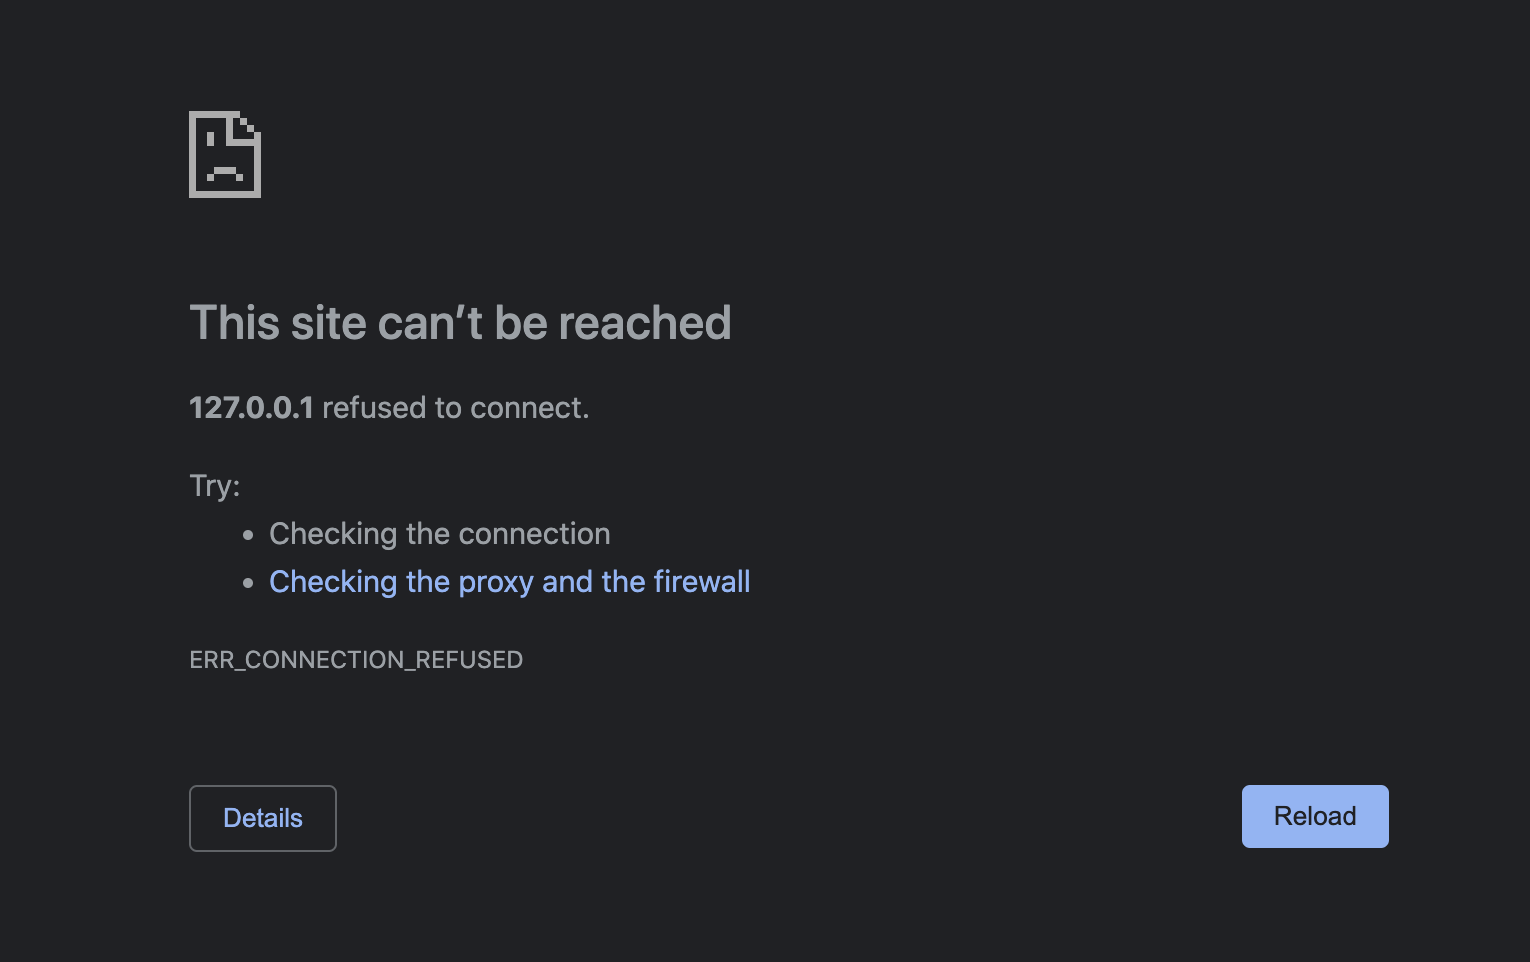 This site can’t be reached
127.0.0.1 refused to connect.
Try:
• Checking the connection
• Checking the proxy and the firewall
ERR_CONNECTION_REFUSED
Details
Reload